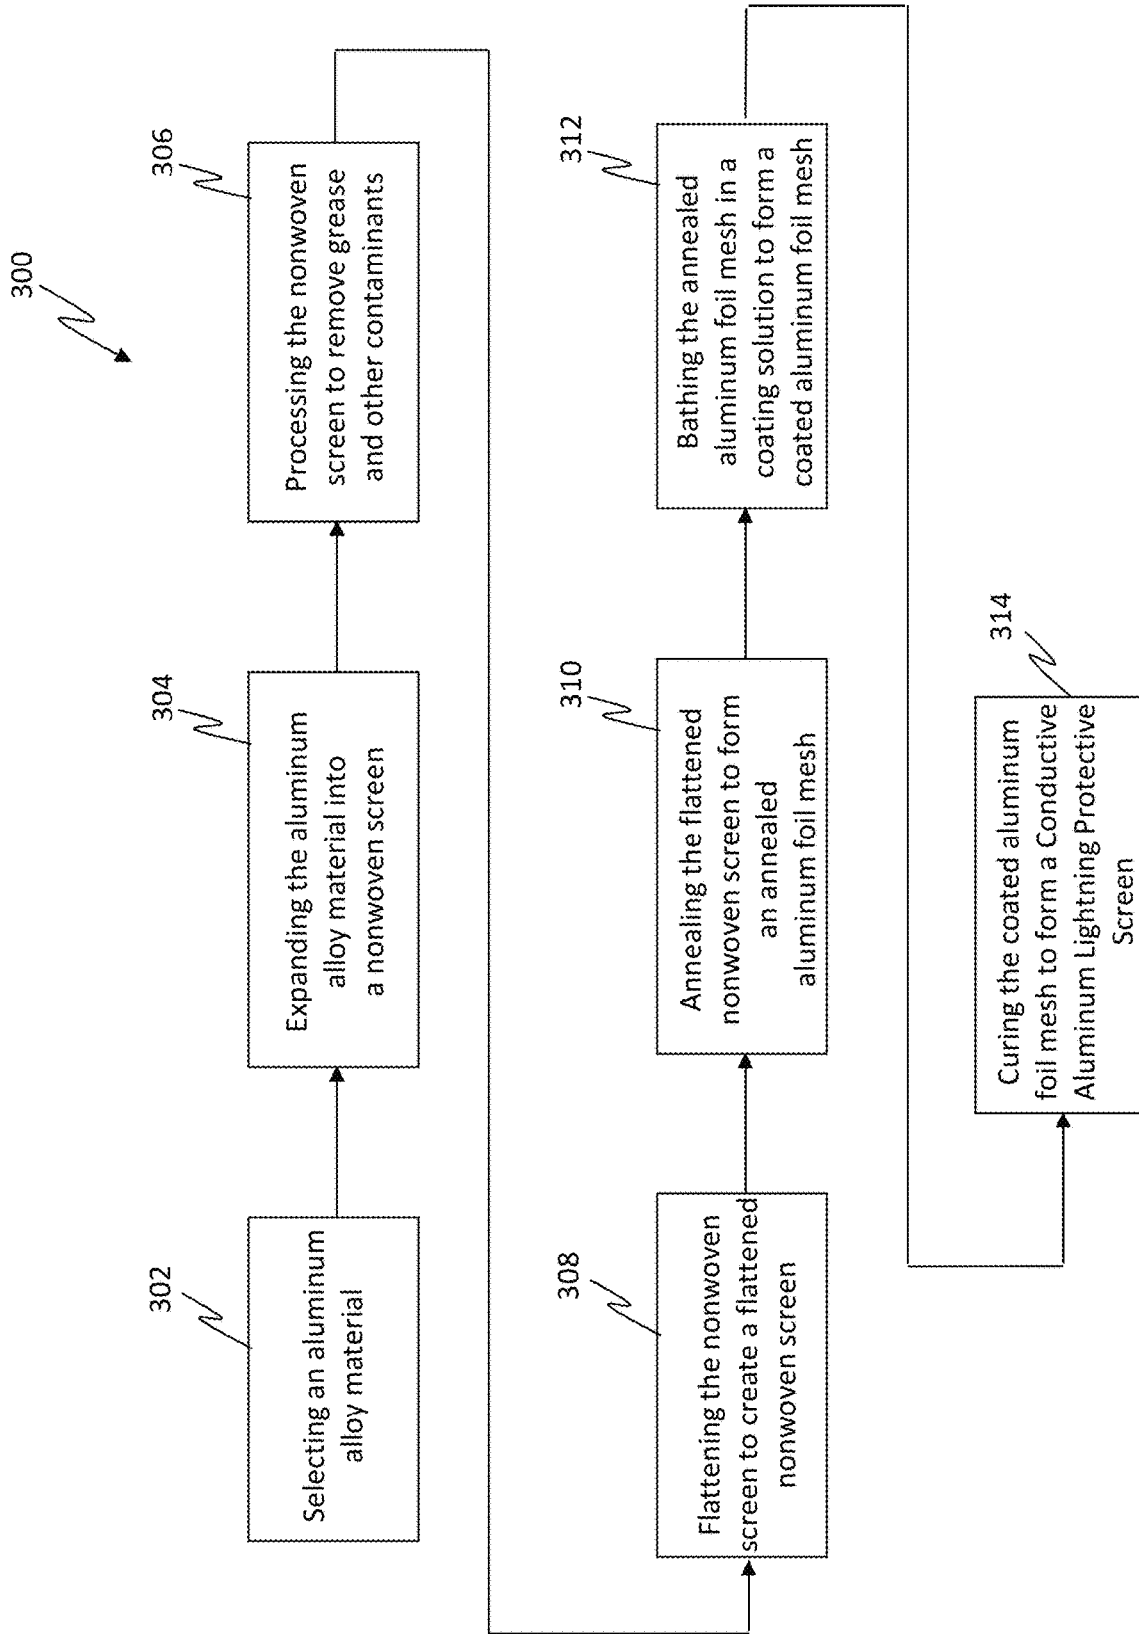 300
302
Selecting an aluminum
alloy material
304
Expanding the aluminum
alloy material into
a nonwoven screen
306
Processing the nonwoven
screen to remove grease
and other contaminants
308
Flattening the nonwoven
screen to create a flattened
nonwoven screen
310
Annealing the flattened
nonwoven screen to form
an annealed
aluminum foil mesh
312
Bathing the annealed
aluminum foil mesh in a
coating solution to form a
coated aluminum foil mesh
314
Curing the coated aluminum
foil mesh to form a Conductive
Aluminum Lightning Protective
Screen